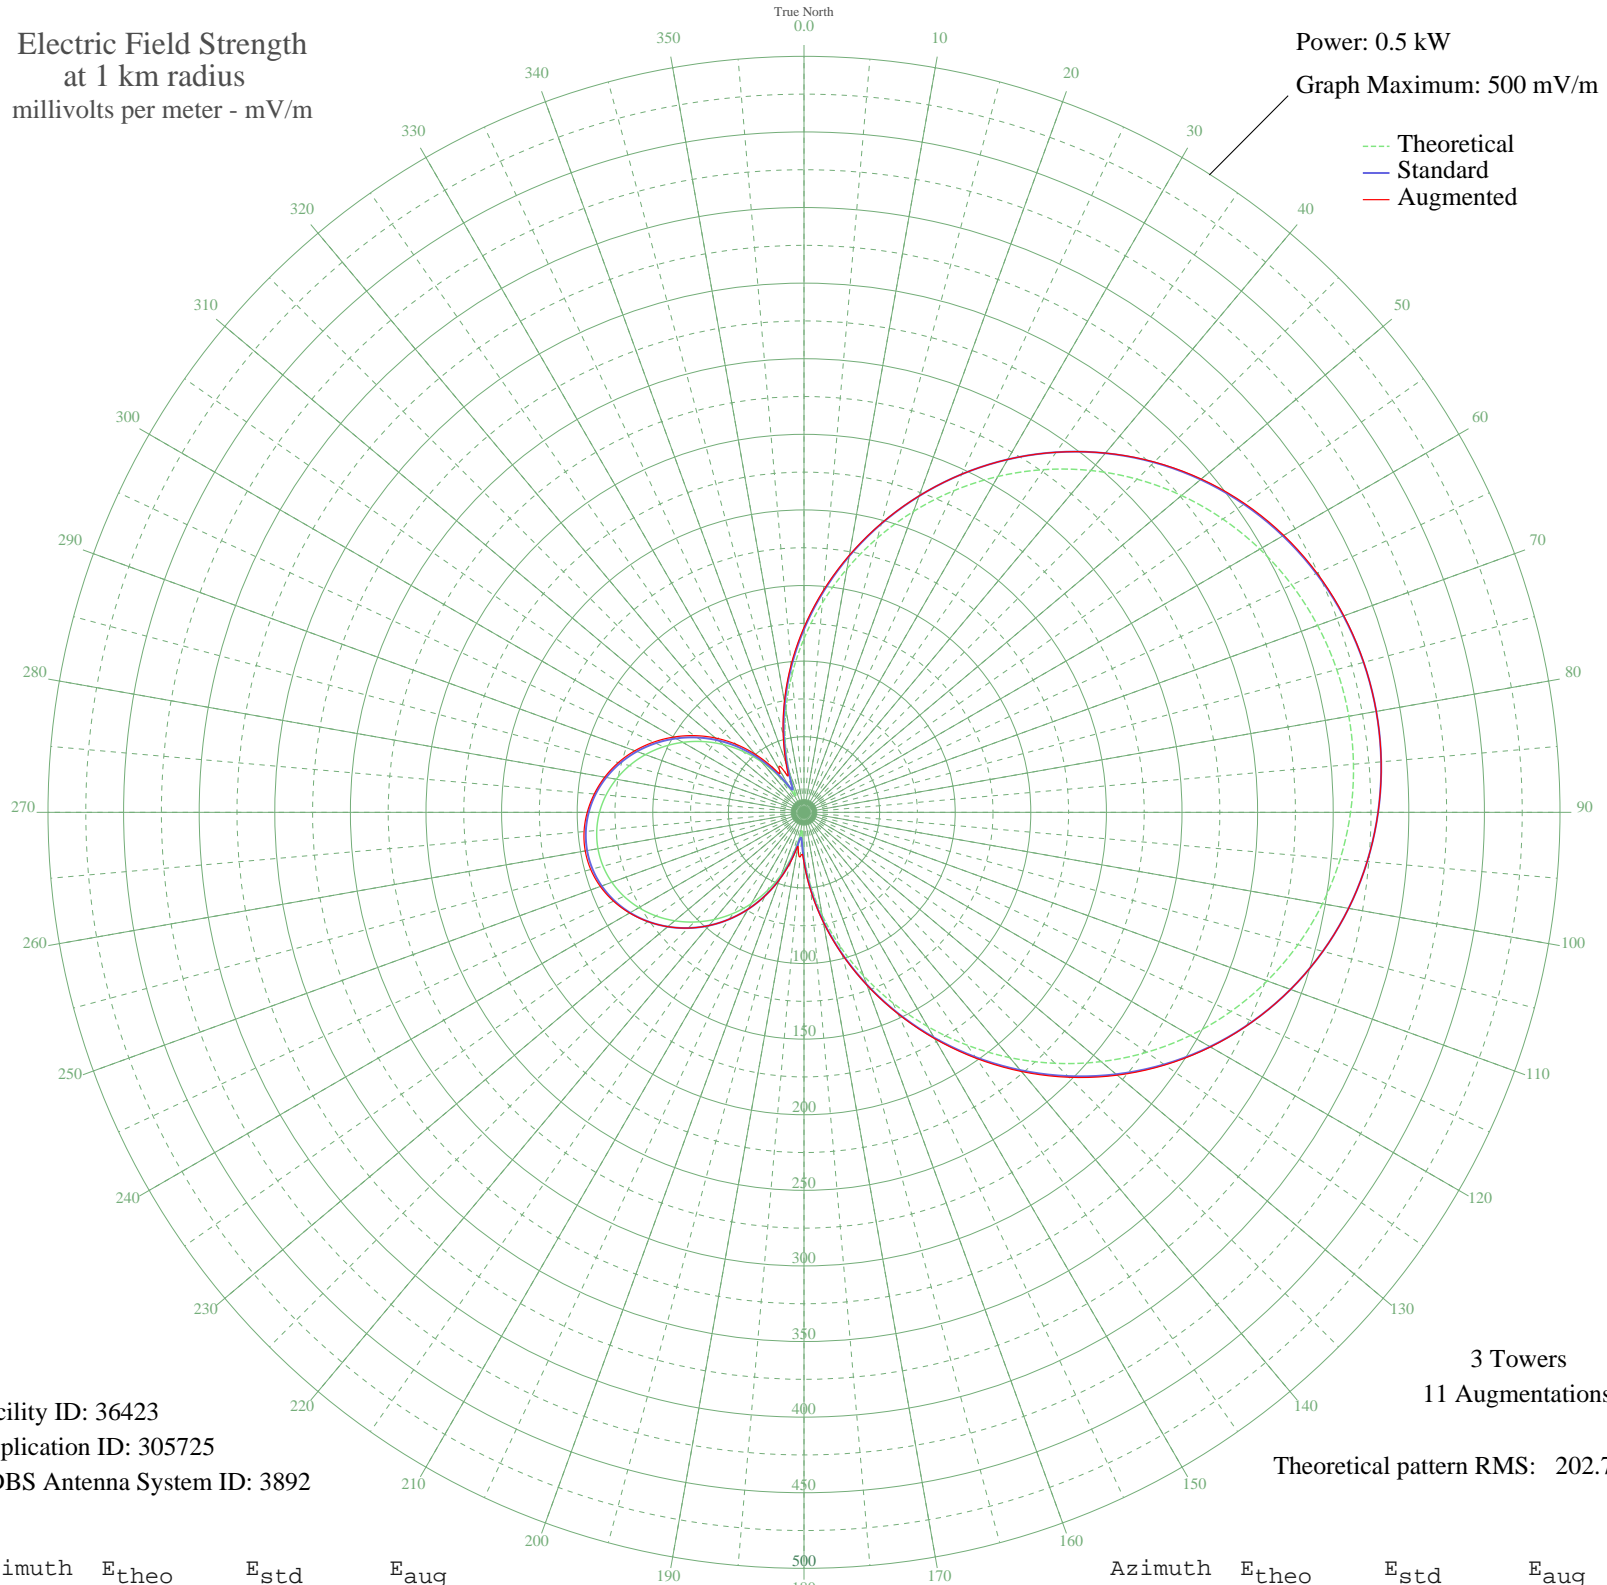 True North
0.0
Electric Field Strength
at 1 km radius
millivolts per meter - mV/m
Power: 0.5 kW
Graph Maximum: 500 mV/m
Theoretical
Standard
Augmented
10
20
30
40
50
60
70
80
90
100
110
120
130
140
150
160
170
190
200
210
220
230
240
250
260
270
280
290
300
310
320
330
340
350
100
150
200
250
300
350
400
450
500
3 Towers
11 Augmentations
Theoretical pattern RMS: 202.7
cility ID: 36423
plication ID: 305725
DBS Antenna System ID: 3892
imuth Etheo Estd Eaug
Azimuth Etheo Estd Eaug